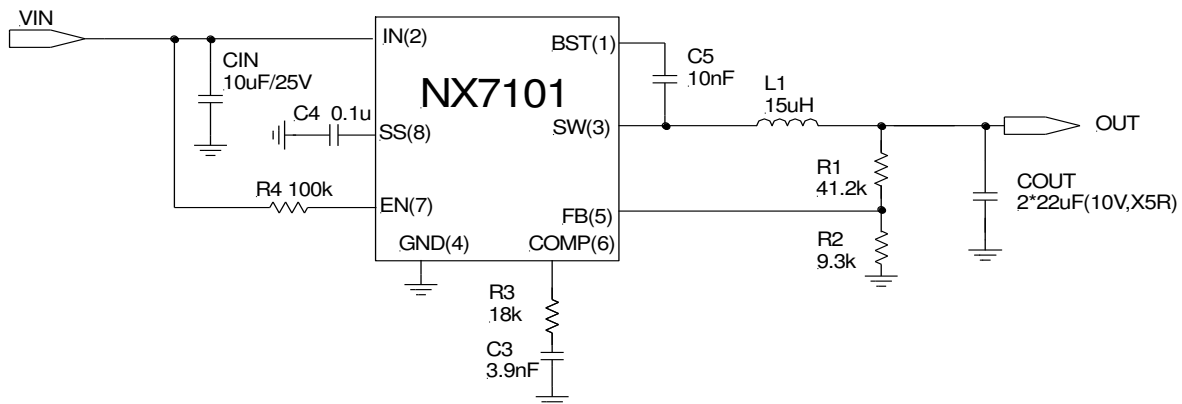 VIN
CIN
10uF/25V
C4 0.1u
R4 100k
IN(2)
SS(8)
EN(7)
GND(4)
NX7101
BST(1)
SW(3)
FB(5)
COMP(6)
C5
10nF
L1
15uH
R1
41.2k
R2
9.3k
OUT
COUT
2*22uF(10V,X5R)
R3
18k
C3
3.9nF